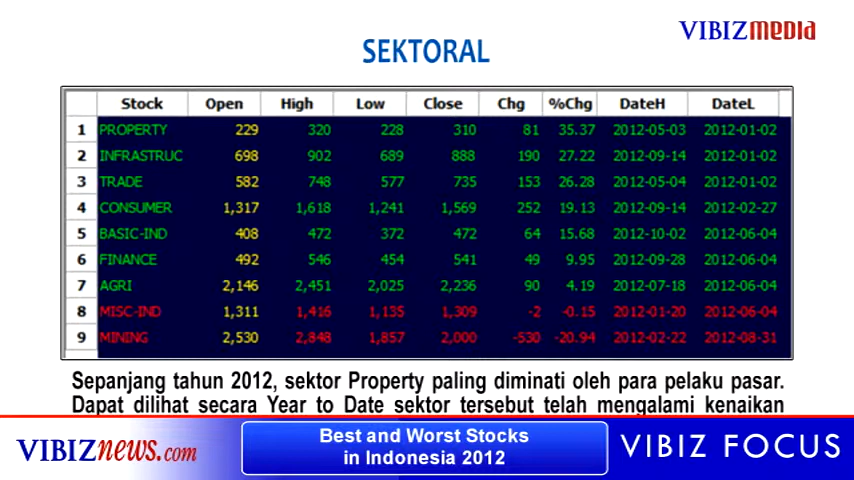 VIBIZmedia
SEKTORAL
Stock Open High Low Close Chg %Chg DateH DateL
1 PROPERTY 229 320 228 310 81 35.37 2012-05-03 2012-01-02
2 INFRASTRUC 698 902 689 888 190 27.22 2012-09-14 2012-01-02
3 TRADE 582 748 577 735 153 26.28 2012-05-04 2012-01-02
4 CONSUMER 1,317 1,618 1,241 1,569 252 19.13 2012-09-14 2012-02-27
5 BASIC-IND 408 472 372 472 64 15.68 2012-10-02 2012-06-04
6 FINANCE 492 546 454 541 49 9.95 2012-09-28 2012-06-04
7 AGRI 2,146 2,451 2,025 2,236 90 4.19 2012-07-18 2012-06-04
8 MISC-IND 1,311 1,416 1,135 1,309 -2 -0.15 2012-01-20 2012-06-04
9 MINING 2,530 2,848 1,857 2,000 -530 -20.94 2012-02-22 2012-08-31
Sepanjang tahun 2012, sektor Property paling diminati oleh para pelaku pasar.
Dapat dilihat secara Year to Date sektor tersebut telah mengalami kenaikan
VIBIZnews.com
Best and Worst Stocks
in Indonesia 2012
VIBIZ FOCUS